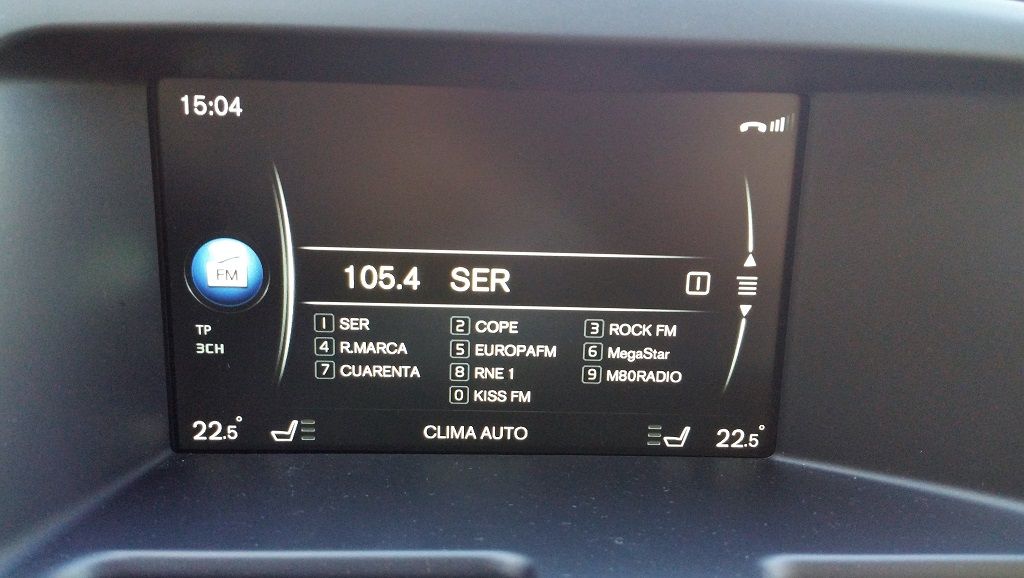 15:04
FM
105.4 SER 1
TP
3CH
1 SER 2 COPE 3 ROCK FM
4 R.MARCA 5 EUROPAFM 6 MegaStar
7 CUARENTA 8 RNE 1 9 M80RADIO
0 KISS FM
22.5° CLIMA AUTO 22.5°